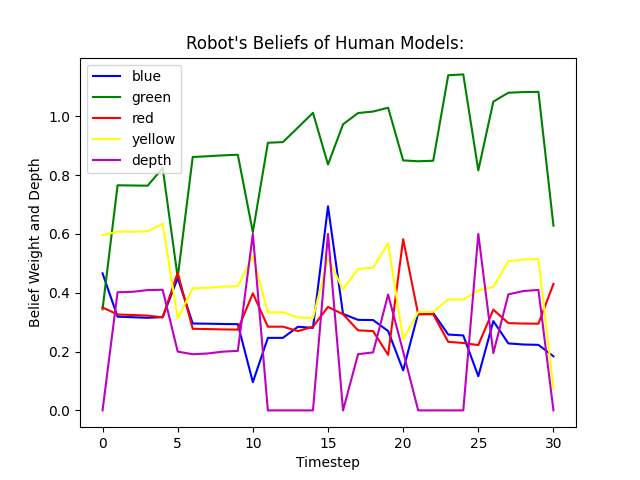 Robot's Beliefs of Human Models:
blue
green
red
yellow
depth
Belief Weight and Depth
1.0
0.8
0.6
0.4
0.2
0.0
0 5 10 15 20 25 30
Timestep